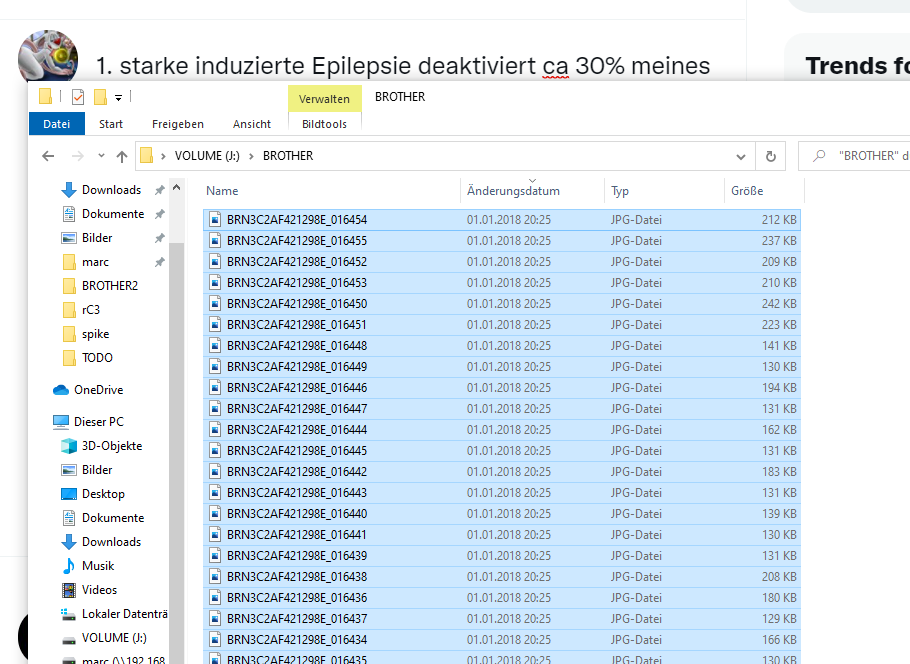 1. starke induzierte Epilepsie deaktiviert ca 30% meines
Trends fo
Verwalten
BROTHER
Datei Start Freigeben Ansicht Bildtools
VOLUME (J:) BROTHER
"BROTHER" d
Name Änderungsdatum Typ Größe
Downloads
Dokumente
Bilder
marc
BROTHER2
rC3
spike
TODO
OneDrive
Dieser PC
3D-Objekte
Bilder
Desktop
Dokumente
Downloads
Musik
Videos
Lokaler Datenträ
VOLUME (J:)
marc (\\192.168
BRN3C2AF421298E_016454 01.01.2018 20:25 JPG-Datei 212 KB
BRN3C2AF421298E_016455 01.01.2018 20:25 JPG-Datei 237 KB
BRN3C2AF421298E_016452 01.01.2018 20:25 JPG-Datei 209 KB
BRN3C2AF421298E_016453 01.01.2018 20:25 JPG-Datei 210 KB
BRN3C2AF421298E_016450 01.01.2018 20:25 JPG-Datei 242 KB
BRN3C2AF421298E_016451 01.01.2018 20:25 JPG-Datei 223 KB
BRN3C2AF421298E_016448 01.01.2018 20:25 JPG-Datei 141 KB
BRN3C2AF421298E_016449 01.01.2018 20:25 JPG-Datei 130 KB
BRN3C2AF421298E_016446 01.01.2018 20:25 JPG-Datei 194 KB
BRN3C2AF421298E_016447 01.01.2018 20:25 JPG-Datei 131 KB
BRN3C2AF421298E_016444 01.01.2018 20:25 JPG-Datei 162 KB
BRN3C2AF421298E_016445 01.01.2018 20:25 JPG-Datei 131 KB
BRN3C2AF421298E_016442 01.01.2018 20:25 JPG-Datei 183 KB
BRN3C2AF421298E_016443 01.01.2018 20:25 JPG-Datei 131 KB
BRN3C2AF421298E_016440 01.01.2018 20:25 JPG-Datei 139 KB
BRN3C2AF421298E_016441 01.01.2018 20:25 JPG-Datei 130 KB
BRN3C2AF421298E_016439 01.01.2018 20:25 JPG-Datei 131 KB
BRN3C2AF421298E_016438 01.01.2018 20:25 JPG-Datei 208 KB
BRN3C2AF421298E_016436 01.01.2018 20:25 JPG-Datei 180 KB
BRN3C2AF421298E_016437 01.01.2018 20:25 JPG-Datei 129 KB
BRN3C2AF421298E_016434 01.01.2018 20:25 JPG-Datei 166 KB
BRN3C2AF421298E_016435 01.01.2018 20:25 JPG-Datei 130 KB